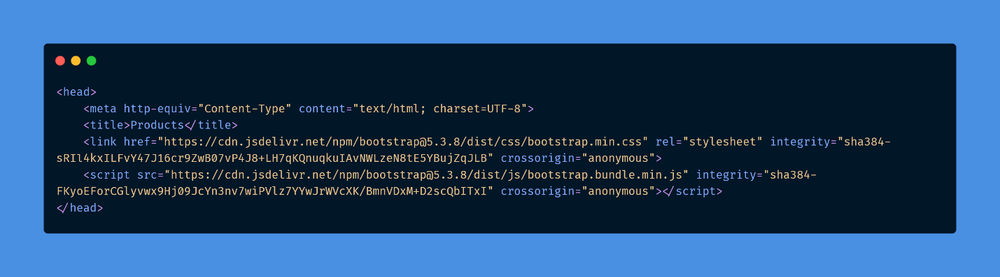 <head>
    <meta http-equiv="Content-Type" content="text/html; charset=UTF-8">
    <title>Products</title>
    <link href="https://cdn.jsdelivr.net/npm/bootstrap@5.3.8/dist/css/bootstrap.min.css" rel="stylesheet" integrity="sha384-
sRIl4kxILFvY47J16cr9ZwB07vP4J8+LH7qKQnuqkuIAvNWLzeN8tE5YBujZqJLB" crossorigin="anonymous">
    <script src="https://cdn.jsdelivr.net/npm/bootstrap@5.3.8/dist/js/bootstrap.bundle.min.js" integrity="sha384-
FKyoEForCGlyvwx9Hj09JcYn3nv7wiPVlz7YYwJrWVcXK/BmnVDxM+D2scQbITxI" crossorigin="anonymous"></script>
</head>